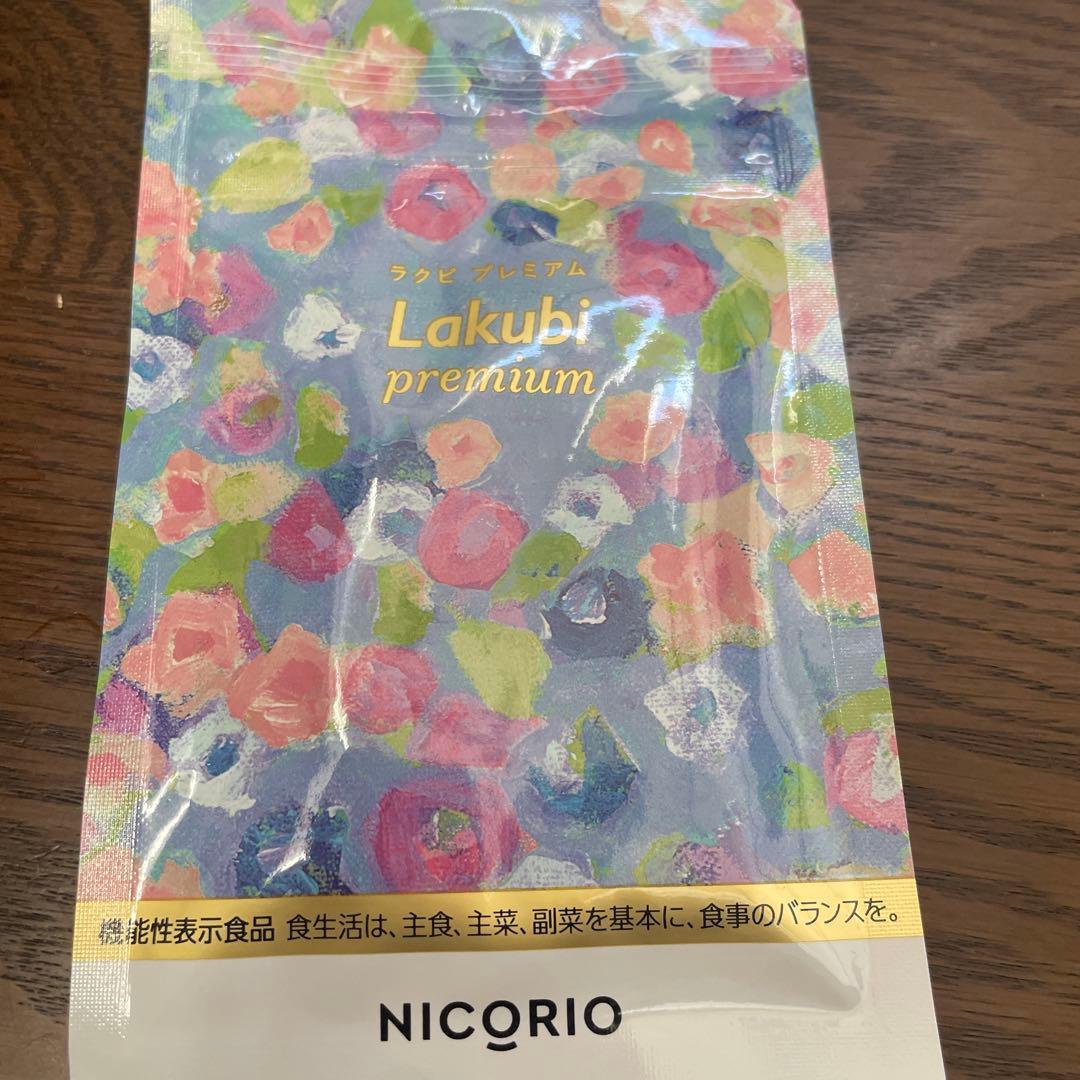 ラクビ プレミアム
Lakubi
premium
機能性表示食品 食生活は、主食、主菜、副菜を基本に、食事のバランスを。
NICORIO